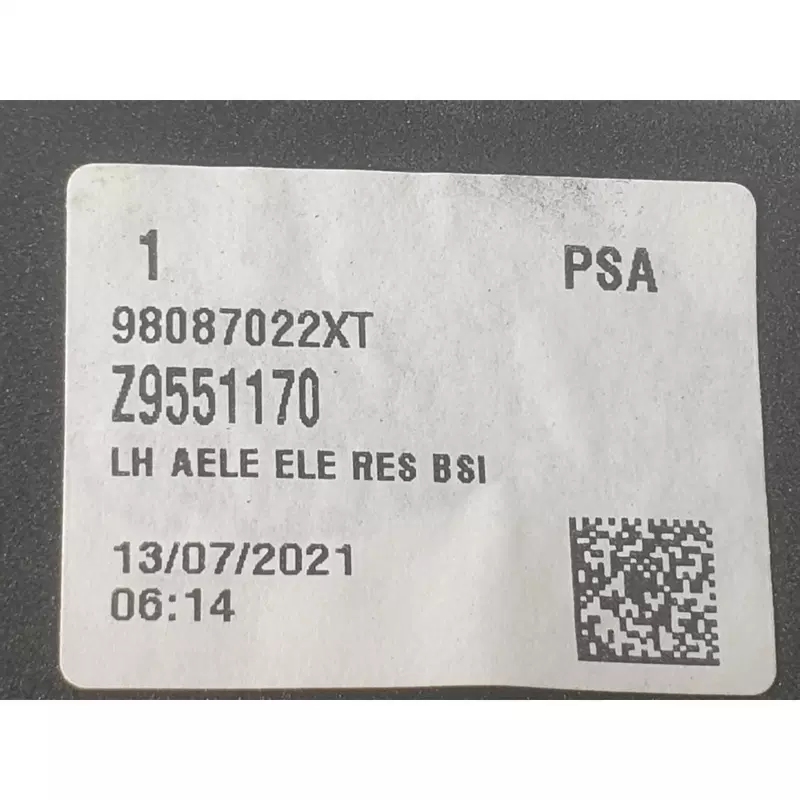 1 PSA
98087022XT
Z9551170
LH AELE ELE RES BSI
13/07/2021
06:14